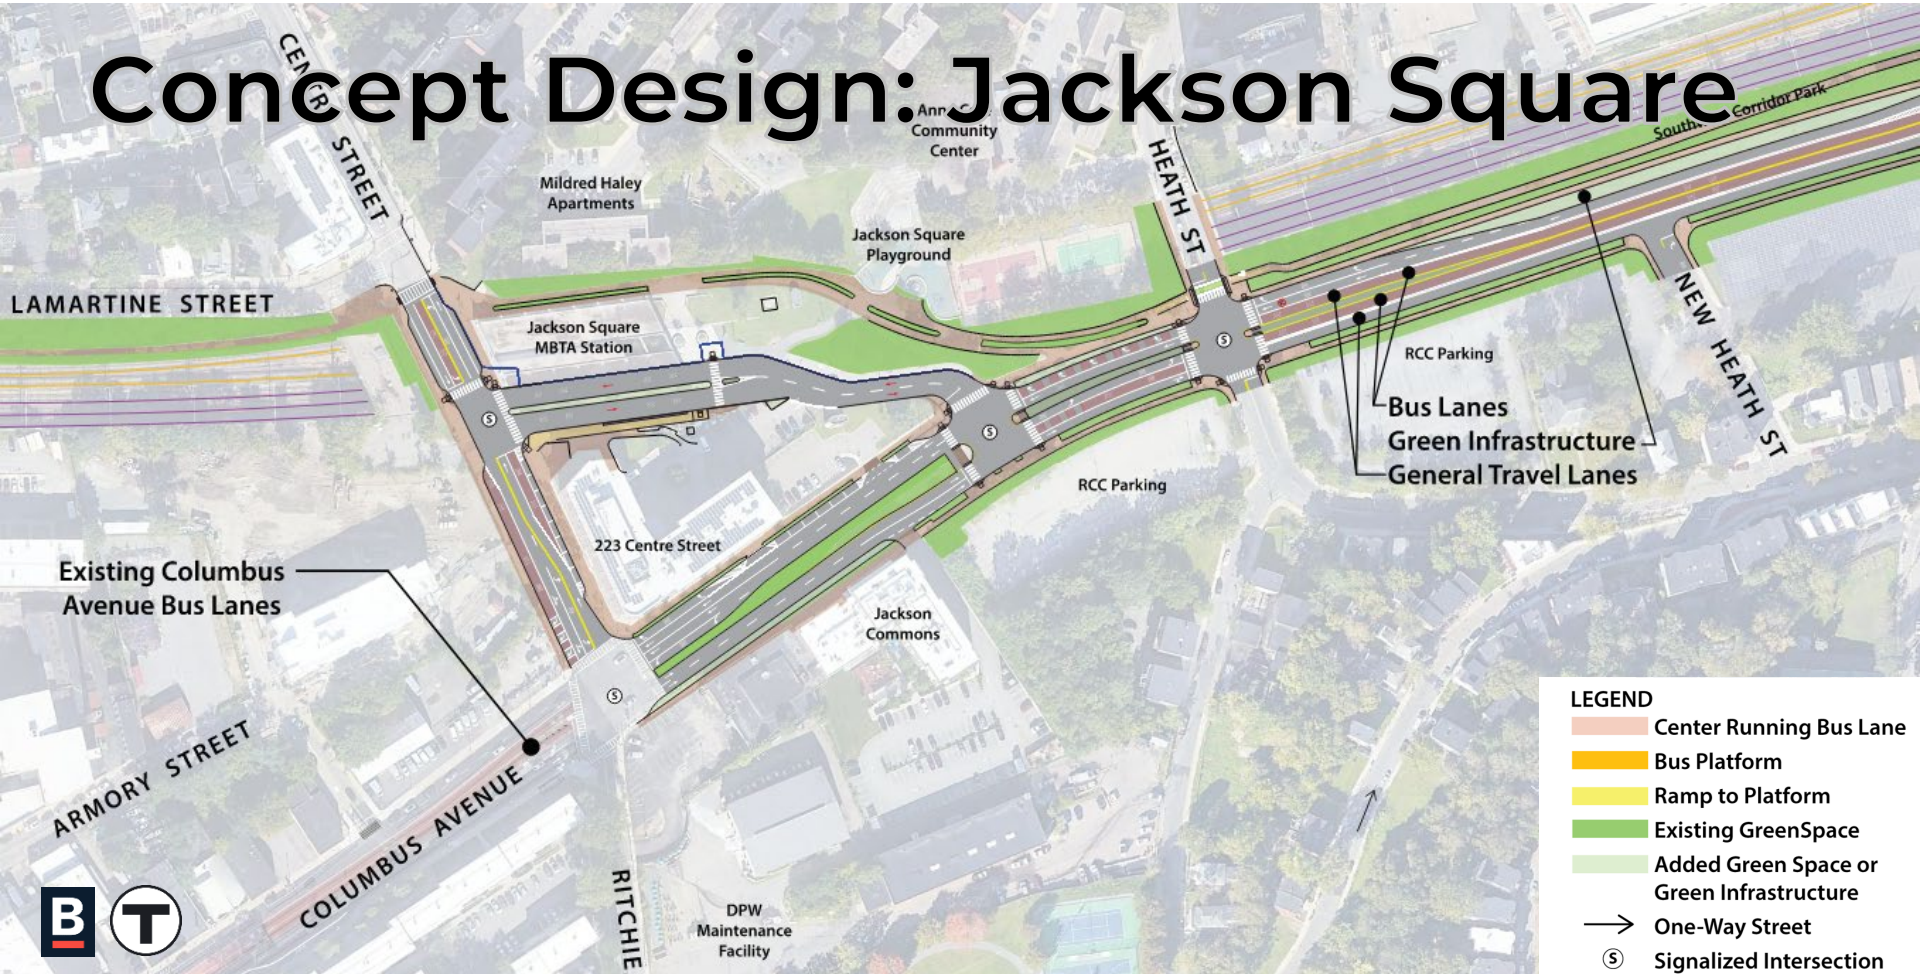 Concept Design: Jackson Square
CENTRE STREET
Community
Center
HEATH ST
Corridor Park
Mildred Haley
Apartments
Jackson Square
Playground
LAMARTINE STREET
Jackson Square
MBTA Station
S
S
S
RCC Parking
NEW HEATH ST
Bus Lanes
Green Infrastructure
General Travel Lanes
RCC Parking
223 Centre Street
Existing Columbus
Avenue Bus Lanes
Jackson
Commons
S
ARMORY STREET
COLUMBUS AVENUE
RITCHIE
DPW
Maintenance
Facility
B
T
LEGEND
Center Running Bus Lane
Bus Platform
Ramp to Platform
Existing GreenSpace
Added Green Space or
Green Infrastructure
One-Way Street
S Signalized Intersection